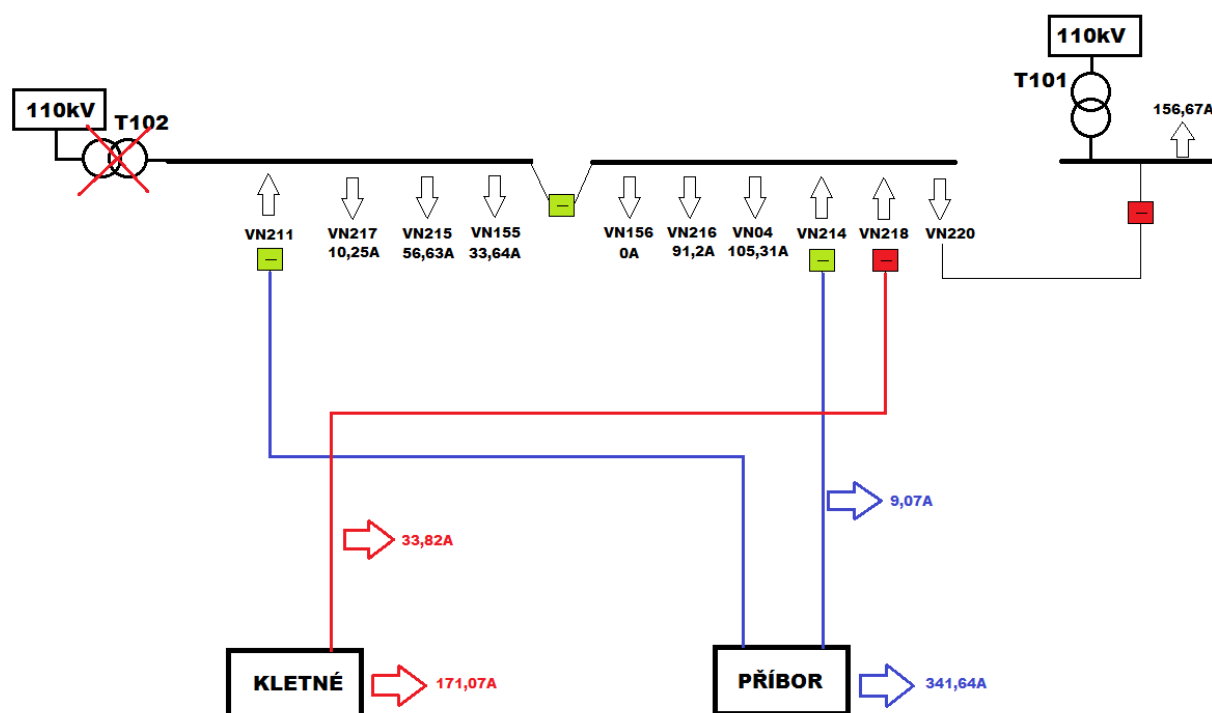 110kV
T101
156,67A
110kV
T102
VN211
VN217
10,25A
VN215
56,63A
VN155
33,64A
VN156
0A
VN216
91,2A
VN04
105,31A
VN214
VN218
VN220
9,07A
33,82A
KLETNÉ
171,07A
PŘÍBOR
341,64A